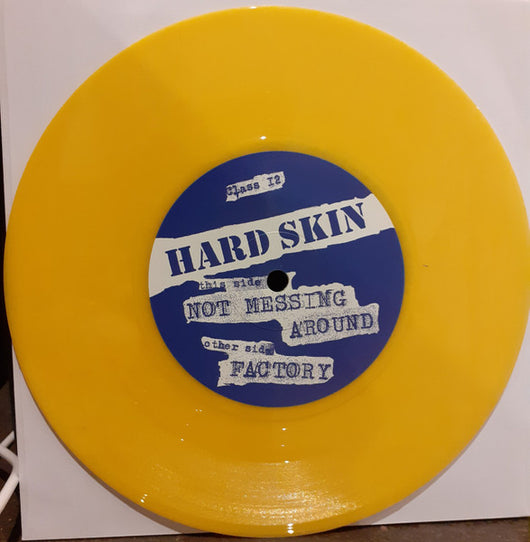 Class 12
HARD SKIN
this side
NOT MESSING
AROUND
other side
FACTORY